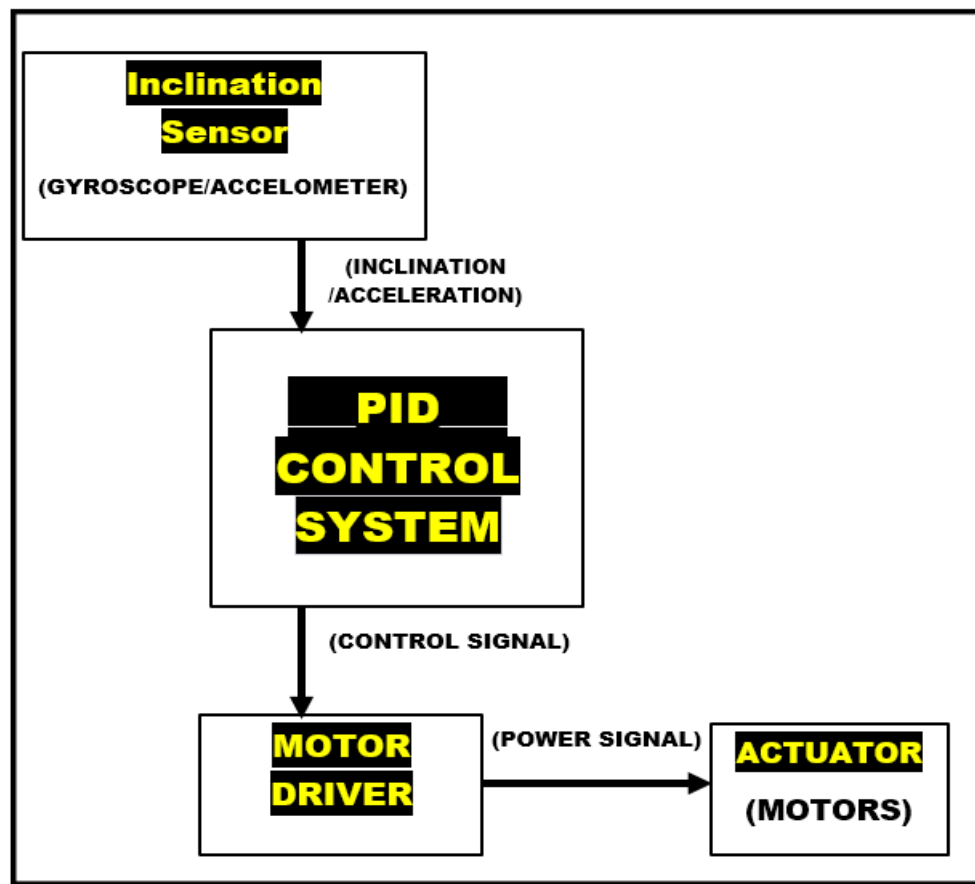 Inclination
Sensor
(GYROSCOPE/ACCELOMETER)
(INCLINATION
/ACCELERATION)
PID
CONTROL
SYSTEM
(CONTROL SIGNAL)
MOTOR
DRIVER
(POWER SIGNAL)
ACTUATOR
(MOTORS)